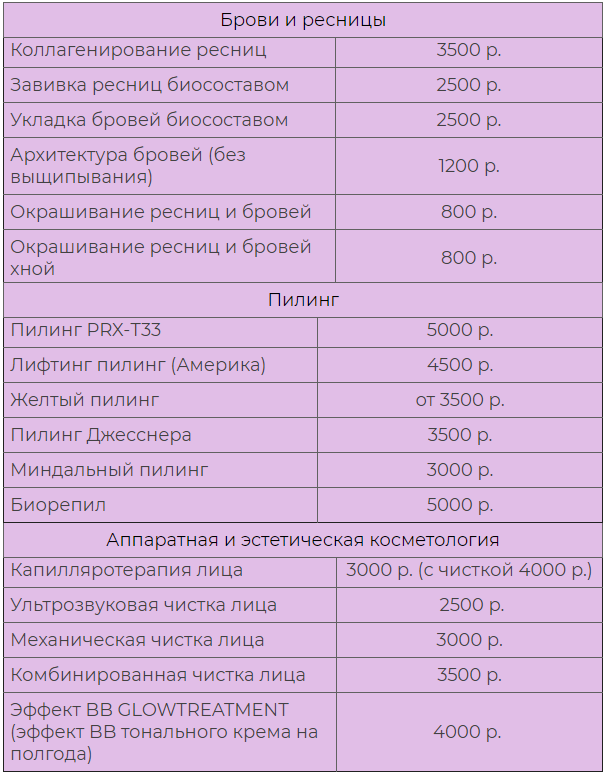 Брови и ресницы
Коллагенирование ресниц 3500 р.
Завивка ресниц биосоставом 2500 р.
Укладка бровей биосоставом 2500 р.
Архитектура бровей (без
выщипывания) 1200 р.
Окрашивание ресниц и бровей 800 р.
Окрашивание ресниц и бровей
хной 800 р.
Пилинг
Пилинг PRX-T33 5000 р.
Лифтинг пилинг (Америка) 4500 р.
Желтый пилинг от 3500 р.
Пилинг Джесснера 3500 р.
Миндальный пилинг 3000 р.
Биорепил 5000 р.
Аппаратная и эстетическая косметология
Капилляротерапия лица 3000 р. (с чисткой 4000 р.)
Ультрозвуковая чистка лица 2500 р.
Механическая чистка лица 3000 р.
Комбинированная чистка лица 3500 р.
Эффект BB GLOWTREATMENT
(эффект BB тонального крема на
полгода) 4000 р.